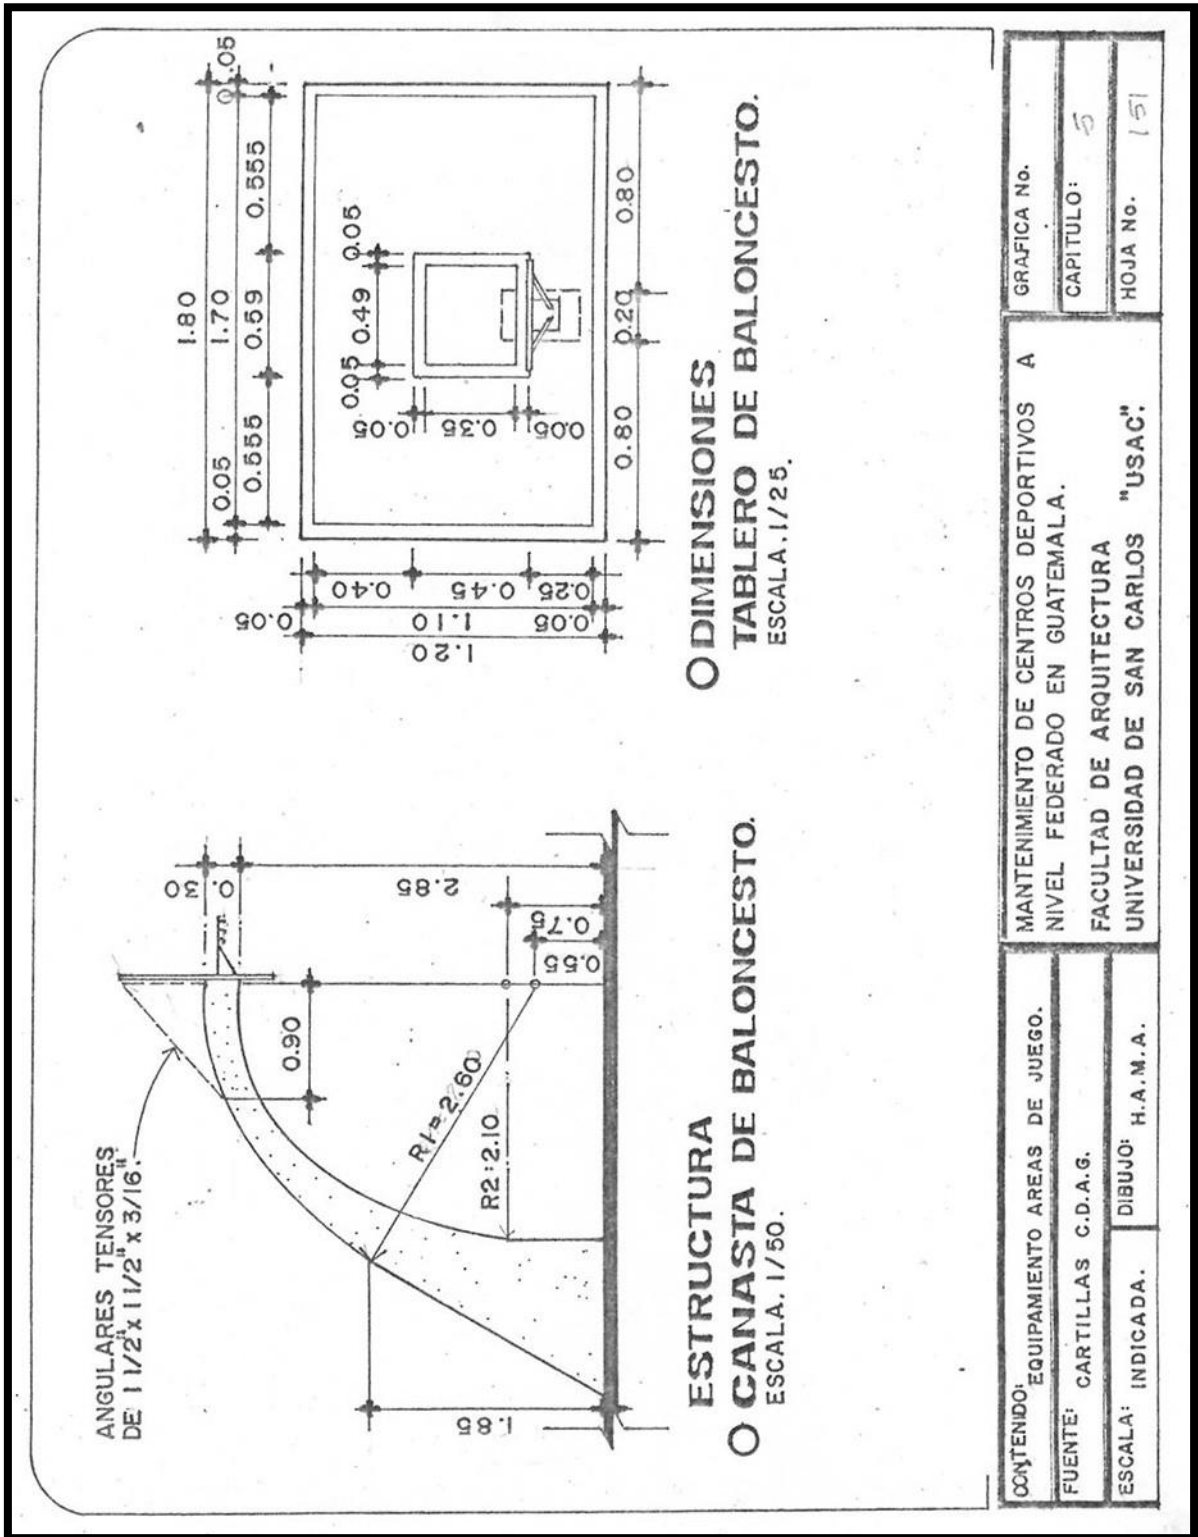 ANGULARES TENSORES
DE 1 1/2" x 1 1/2" x 3/16".
0.90
0.30
2.85
0.75
0.55
R1=2.60
R2:2.10
1.85
ESTRUCTURA
CANASTA DE BALONCESTO.
ESCALA. 1/50.
1.80
0.05
1.70
0.05
0.555
0.59
0.555
0.05
0.49
0.05
0.05
0.35
0.05
0.05
0.40
0.45
0.25
1.10
0.05
1.20
0.80
0.20
0.80
DIMENSIONES
TABLERO DE BALONCESTO.
ESCALA. 1/25.
CONTENIDO:
EQUIPAMIENTO AREAS DE JUEGO.
FUENTE: CARTILLAS C.D.A.G.
ESCALA: INDICADA.
DIBUJO: H.A.M.A.
MANTENIMIENTO DE CENTROS DEPORTIVOS A
NIVEL FEDERADO EN GUATEMALA.
FACULTAD DE ARQUITECTURA
UNIVERSIDAD DE SAN CARLOS "USAC".
GRAFICA No.
CAPITULO: 5
HOJA No. 151